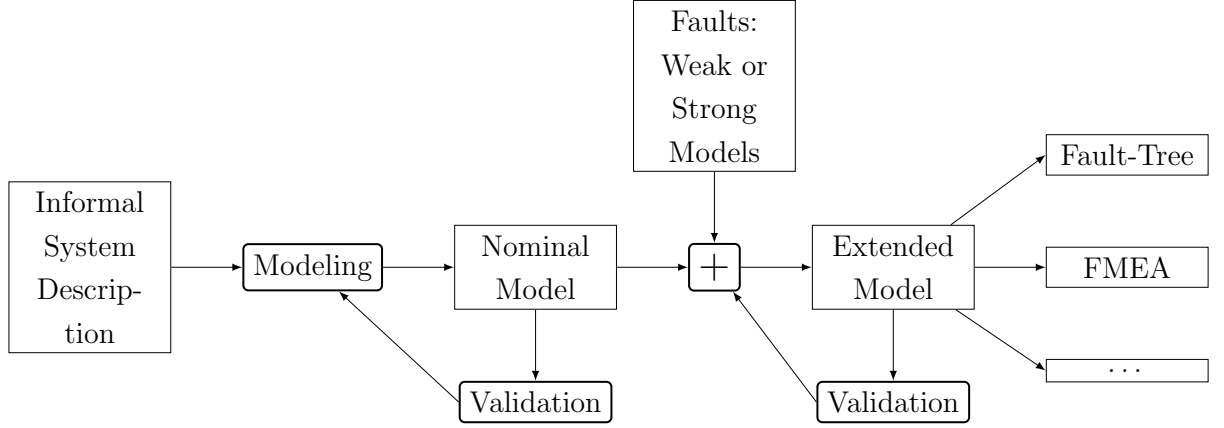 Faults:
Weak or
Strong
Models
Informal
System
Descrip-
tion
Modeling
Nominal
Model
+
Extended
Model
Fault-Tree
FMEA
···
Validation
Validation